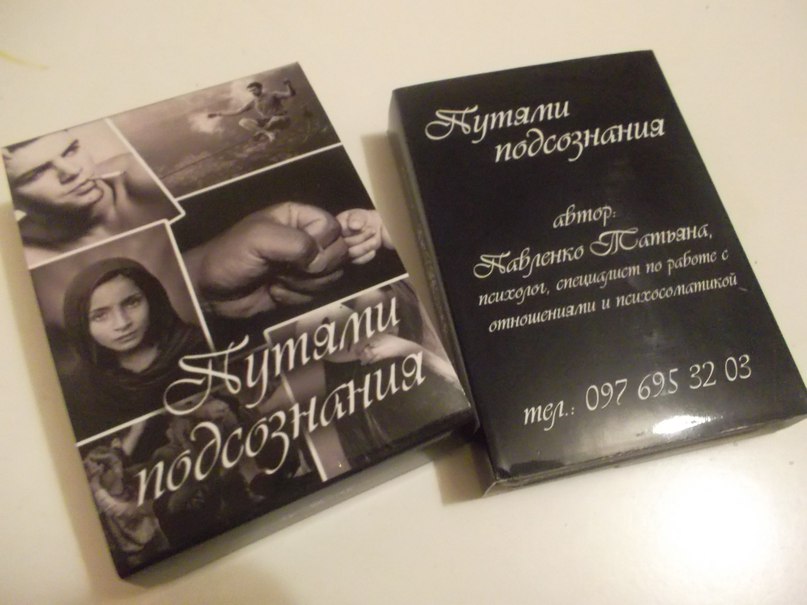 Путями
подсознания
Путями
подсознания
автор:
Павленко Татьяна,
психолог, специалист по работе с
отношениями и психосоматикой
тел.: 097 695 32 03